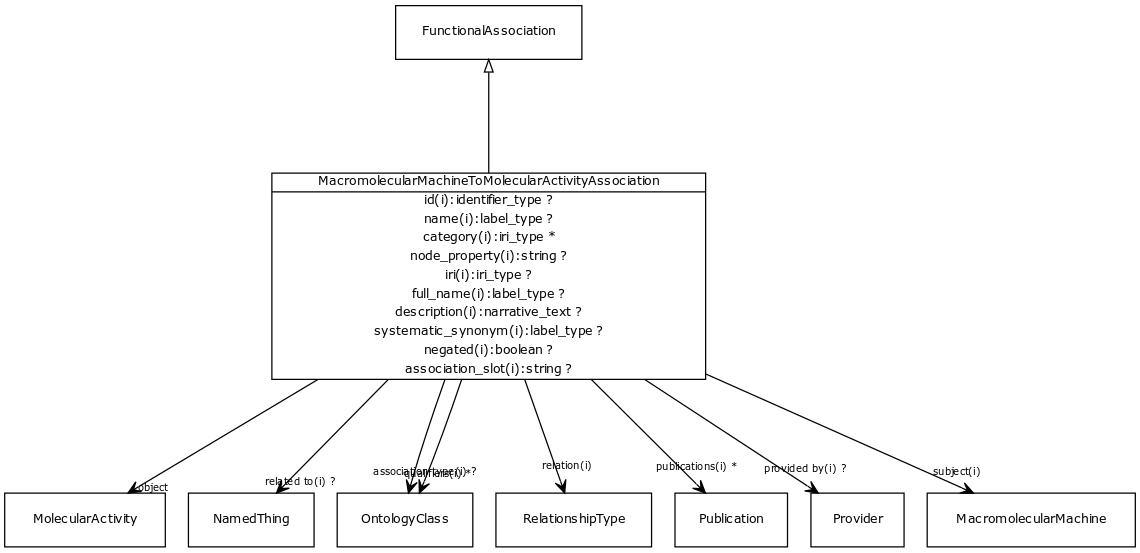 FunctionalAssociation
MacromolecularMachineToMolecularActivityAssociation
id(i):identifier_type ?
name(i):label_type ?
category(i):iri_type *
node_property(i):string ?
iri(i):iri_type ?
full_name(i):label_type ?
description(i):narrative_text ?
systematic_synonym(i):label_type ?
negated(i):boolean ?
association_slot(i):string ?
object
related to(i) ?
association type(i) ?
qualifiers(i) *
relation(i)
publications(i) *
provided by(i) ?
subject(i)
MolecularActivity
NamedThing
OntologyClass
RelationshipType
Publication
Provider
MacromolecularMachine